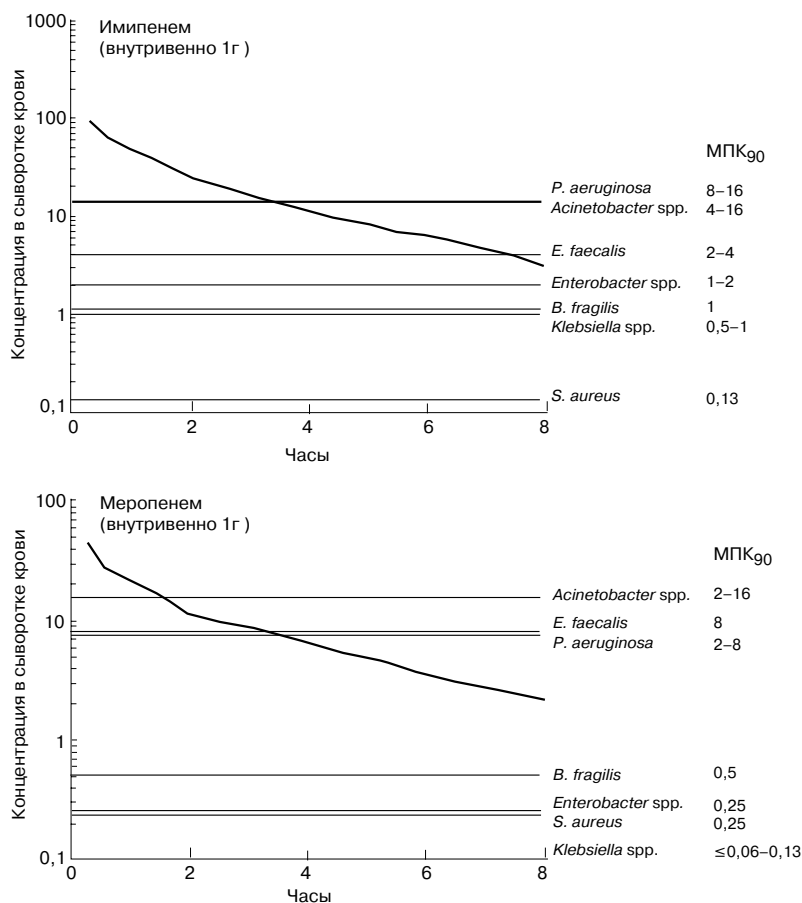 Имипенем
(внутривенно 1г )
Концентрация в сыворотке крови
1000
100
10
1
0,1
МПК90
P. aeruginosa 8–16
Acinetobacter spp. 4–16
E. faecalis 2–4
Enterobacter spp. 1–2
B. fragilis 1
Klebsiella spp. 0,5–1
S. aureus 0,13
0 2 4 6 8
Часы
Меропенем
(внутривенно 1г )
Концентрация в сыворотке крови
100
10
1
0,1
МПК90
Acinetobacter spp. 2–16
E. faecalis 8
P. aeruginosa 2–8
B. fragilis 0,5
Enterobacter spp. 0,25
S. aureus 0,25
Klebsiella spp. ≤0,06–0,13
0 2 4 6 8
Часы